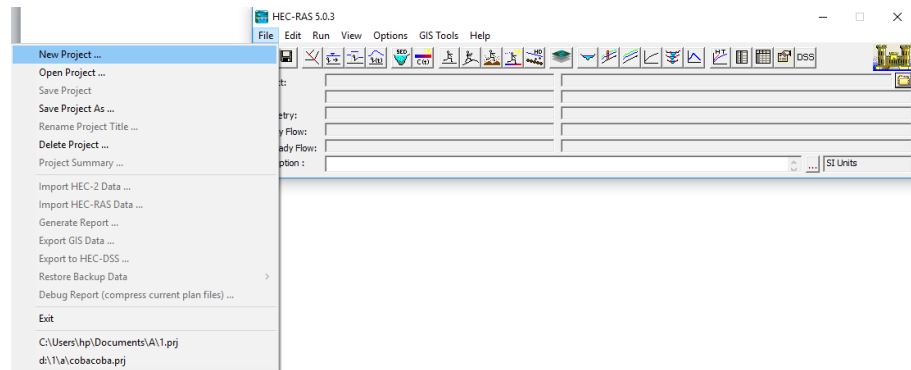 HEC-RAS 5.0.3
File Edit Run View Options GIS Tools Help
New Project ...
Open Project ...
Save Project
Save Project As ...
Rename Project Title ...
Delete Project ...
Project Summary ...
Import HEC-2 Data ...
Import HEC-RAS Data ...
Generate Report ...
Export GIS Data ...
Export to HEC-DSS ...
Restore Backup Data
Debug Report (compress current plan files) ...
Exit
C:\Users\hp\Documents\A\1.prj
d:\1\a\cobacoba.prj
SED C(t) HD HT DSS
ct:
etry:
y Flow:
ady Flow:
ption : ... SI Units